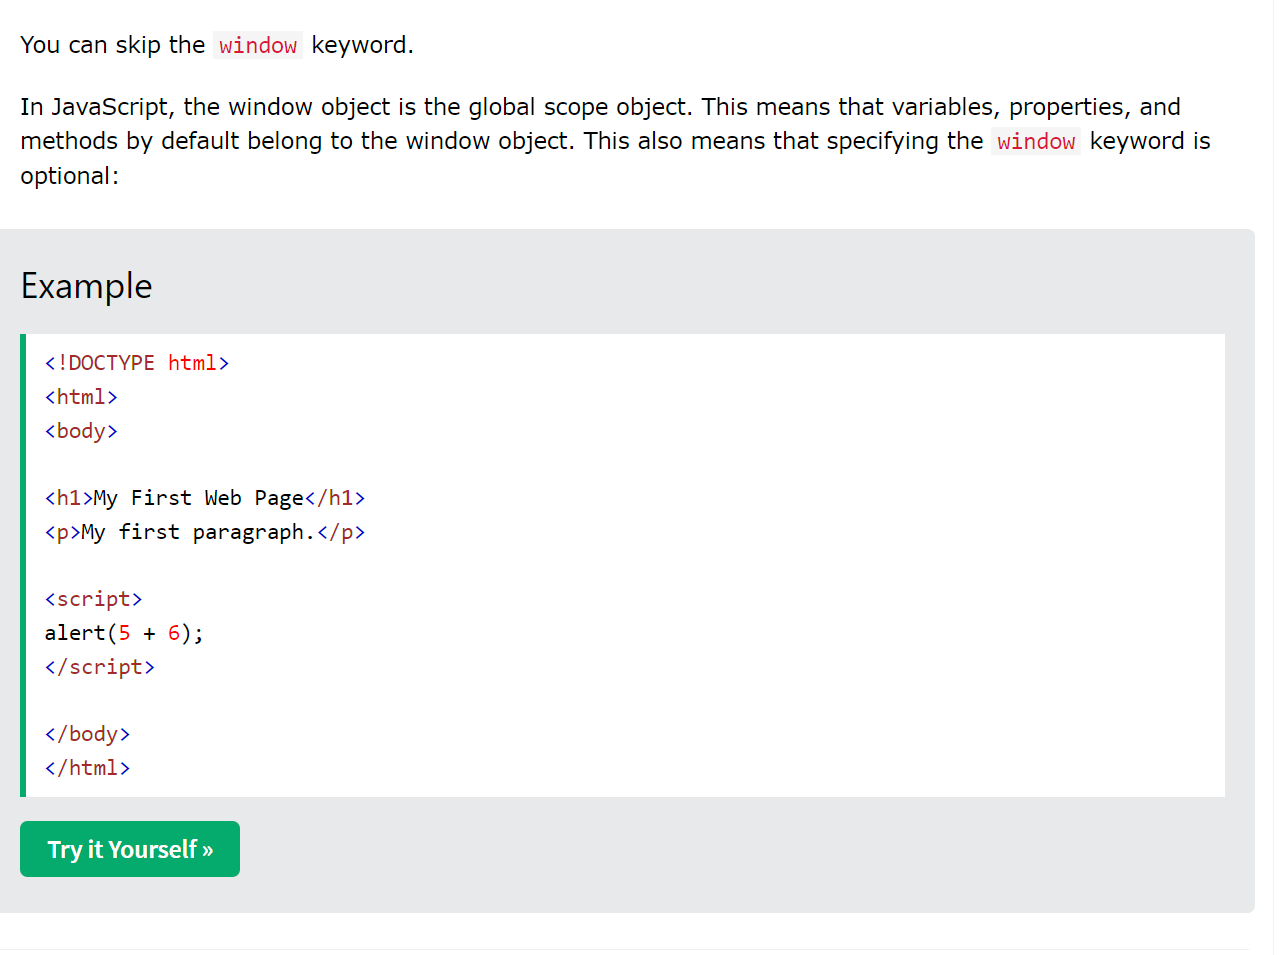 You can skip the window keyword.
In JavaScript, the window object is the global scope object. This means that variables, properties, and
methods by default belong to the window object. This also means that specifying the window keyword is
optional:
Example
<!DOCTYPE html>
<html>
<body>
<h1>My First Web Page</h1>
<p>My first paragraph.</p>
<script>
alert(5 + 6);
</script>
</body>
</html>
Try it Yourself »